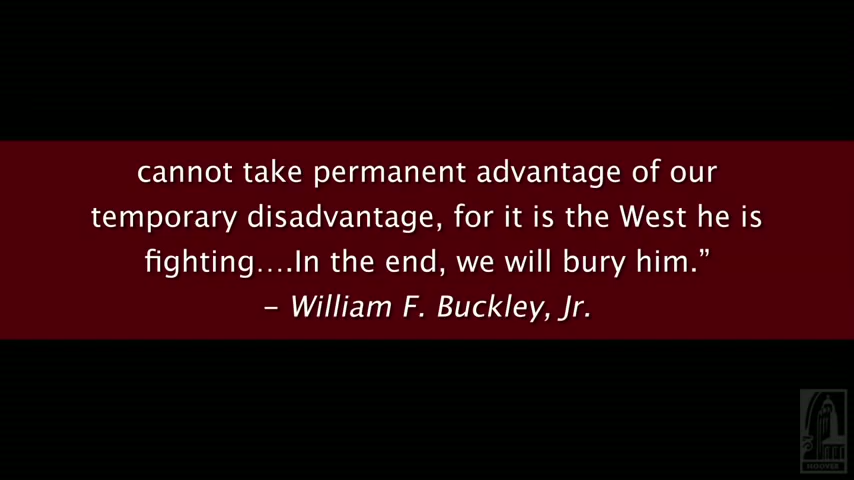 cannot take permanent advantage of our
temporary disadvantage, for it is the West he is
fighting….In the end, we will bury him.”
– William F. Buckley, Jr.
HOOVER